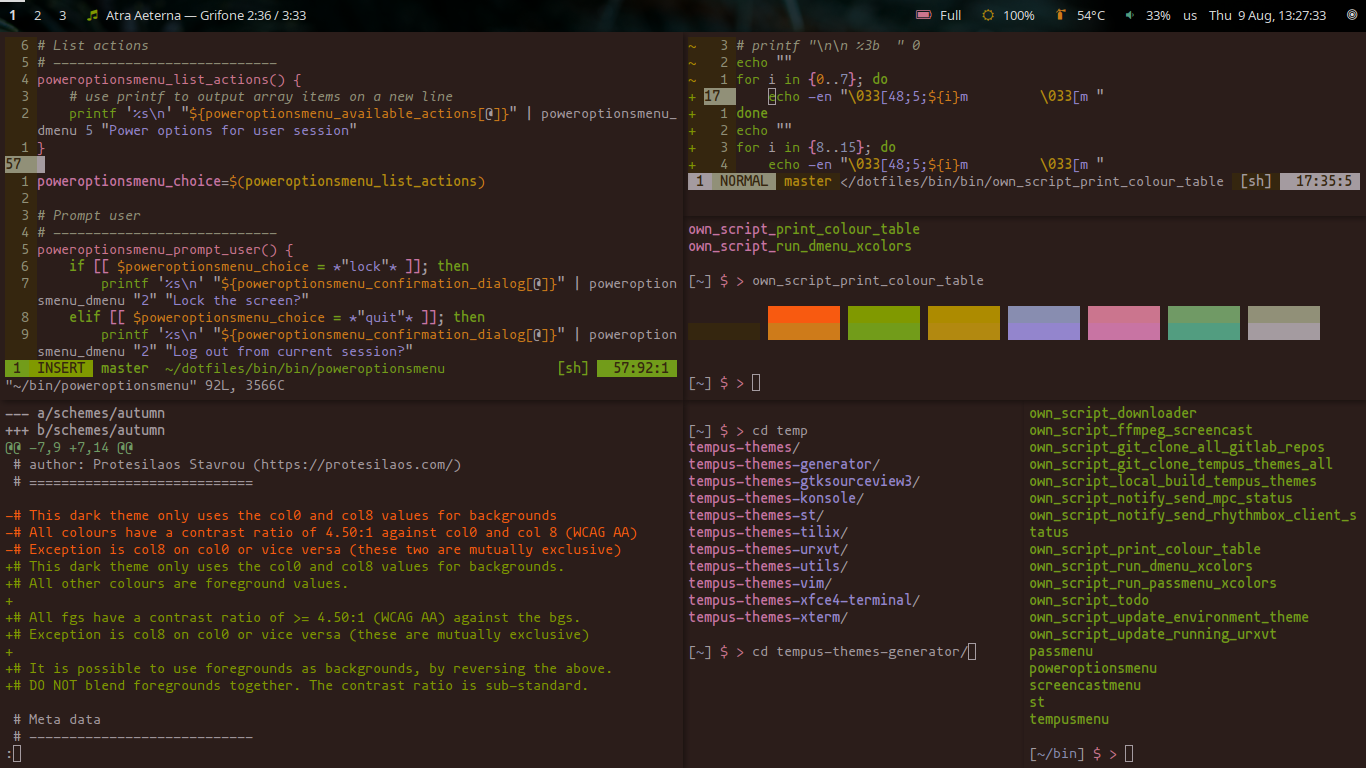 1 2 3 Atra Aeterna — Grifone 2:36 / 3:33 Full 100% 54°C 33% us Thu 9 Aug, 13:27:33
6 # List actions
5 # ----------------------------
4 poweroptionsmenu_list_actions() {
3     # use printf to output array items on a new line
2     printf '%s\n' "${poweroptionsmenu_available_actions[@]}" | poweroptionsmenu_
dmenu 5 "Power options for user session"
1 }
57
1 poweroptionsmenu_choice=$(poweroptionsmenu_list_actions)
2
3 # Prompt user
4 # ----------------------------
5 poweroptionsmenu_prompt_user() {
6     if [[ $poweroptionsmenu_choice = *"lock"* ]]; then
7         printf '%s\n' "${poweroptionsmenu_confirmation_dialog[@]}" | poweroption
smenu_dmenu "2" "Lock the screen?"
8     elif [[ $poweroptionsmenu_choice = *"quit"* ]]; then
9         printf '%s\n' "${poweroptionsmenu_confirmation_dialog[@]}" | poweroption
smenu_dmenu "2" "Log out from current session?"
1 INSERT master ~/dotfiles/bin/bin/poweroptionsmenu [sh] 57:92:1
"~/bin/poweroptionsmenu" 92L, 3566C
~ 3 # printf "\n\n %3b  " 0
~ 2 echo ""
~ 1 for i in {0..7}; do
+ 17     echo -en "\033[48;5;${i}m         \033[m "
+ 1 done
+ 2 echo ""
+ 3 for i in {8..15}; do
+ 4     echo -en "\033[48;5;${i}m         \033[m "
1 NORMAL master </dotfiles/bin/bin/own_script_print_colour_table [sh] 17:35:5
own_script_print_colour_table
own_script_run_dmenu_xcolors
[~] $ > own_script_print_colour_table
[~] $ >
--- a/schemes/autumn
+++ b/schemes/autumn
@@ -7,9 +7,14 @@
 # author: Protesilaos Stavrou (https://protesilaos.com/)
 # ============================
-# This dark theme only uses the col0 and col8 values for backgrounds
-# All colours have a contrast ratio of 4.50:1 against col0 and col 8 (WCAG AA)
-# Exception is col8 on col0 or vice versa (these two are mutually exclusive)
+# This dark theme only uses the col0 and col8 values for backgrounds.
+# All other colours are foreground values.
+
+# All fgs have a contrast ratio of >= 4.50:1 (WCAG AA) against the bgs.
+# Exception is col8 on col0 or vice versa (these are mutually exclusive)
+
+# It is possible to use foregrounds as backgrounds, by reversing the above.
+# DO NOT blend foregrounds together. The contrast ratio is sub-standard.
 # Meta data
 # ----------------------------
:
[~] $ > cd temp
tempus-themes/
tempus-themes-generator/
tempus-themes-gtksourceview3/
tempus-themes-konsole/
tempus-themes-st/
tempus-themes-tilix/
tempus-themes-urxvt/
tempus-themes-utils/
tempus-themes-vim/
tempus-themes-xfce4-terminal/
tempus-themes-xterm/
[~] $ > cd tempus-themes-generator/
own_script_downloader
own_script_ffmpeg_screencast
own_script_git_clone_all_gitlab_repos
own_script_git_clone_tempus_themes_all
own_script_local_build_tempus_themes
own_script_notify_send_mpc_status
own_script_notify_send_rhythmbox_client_s
tatus
own_script_print_colour_table
own_script_run_dmenu_xcolors
own_script_run_passmenu_xcolors
own_script_todo
own_script_update_environment_theme
own_script_update_running_urxvt
passmenu
poweroptionsmenu
screencastmenu
st
tempusmenu
[~/bin] $ >